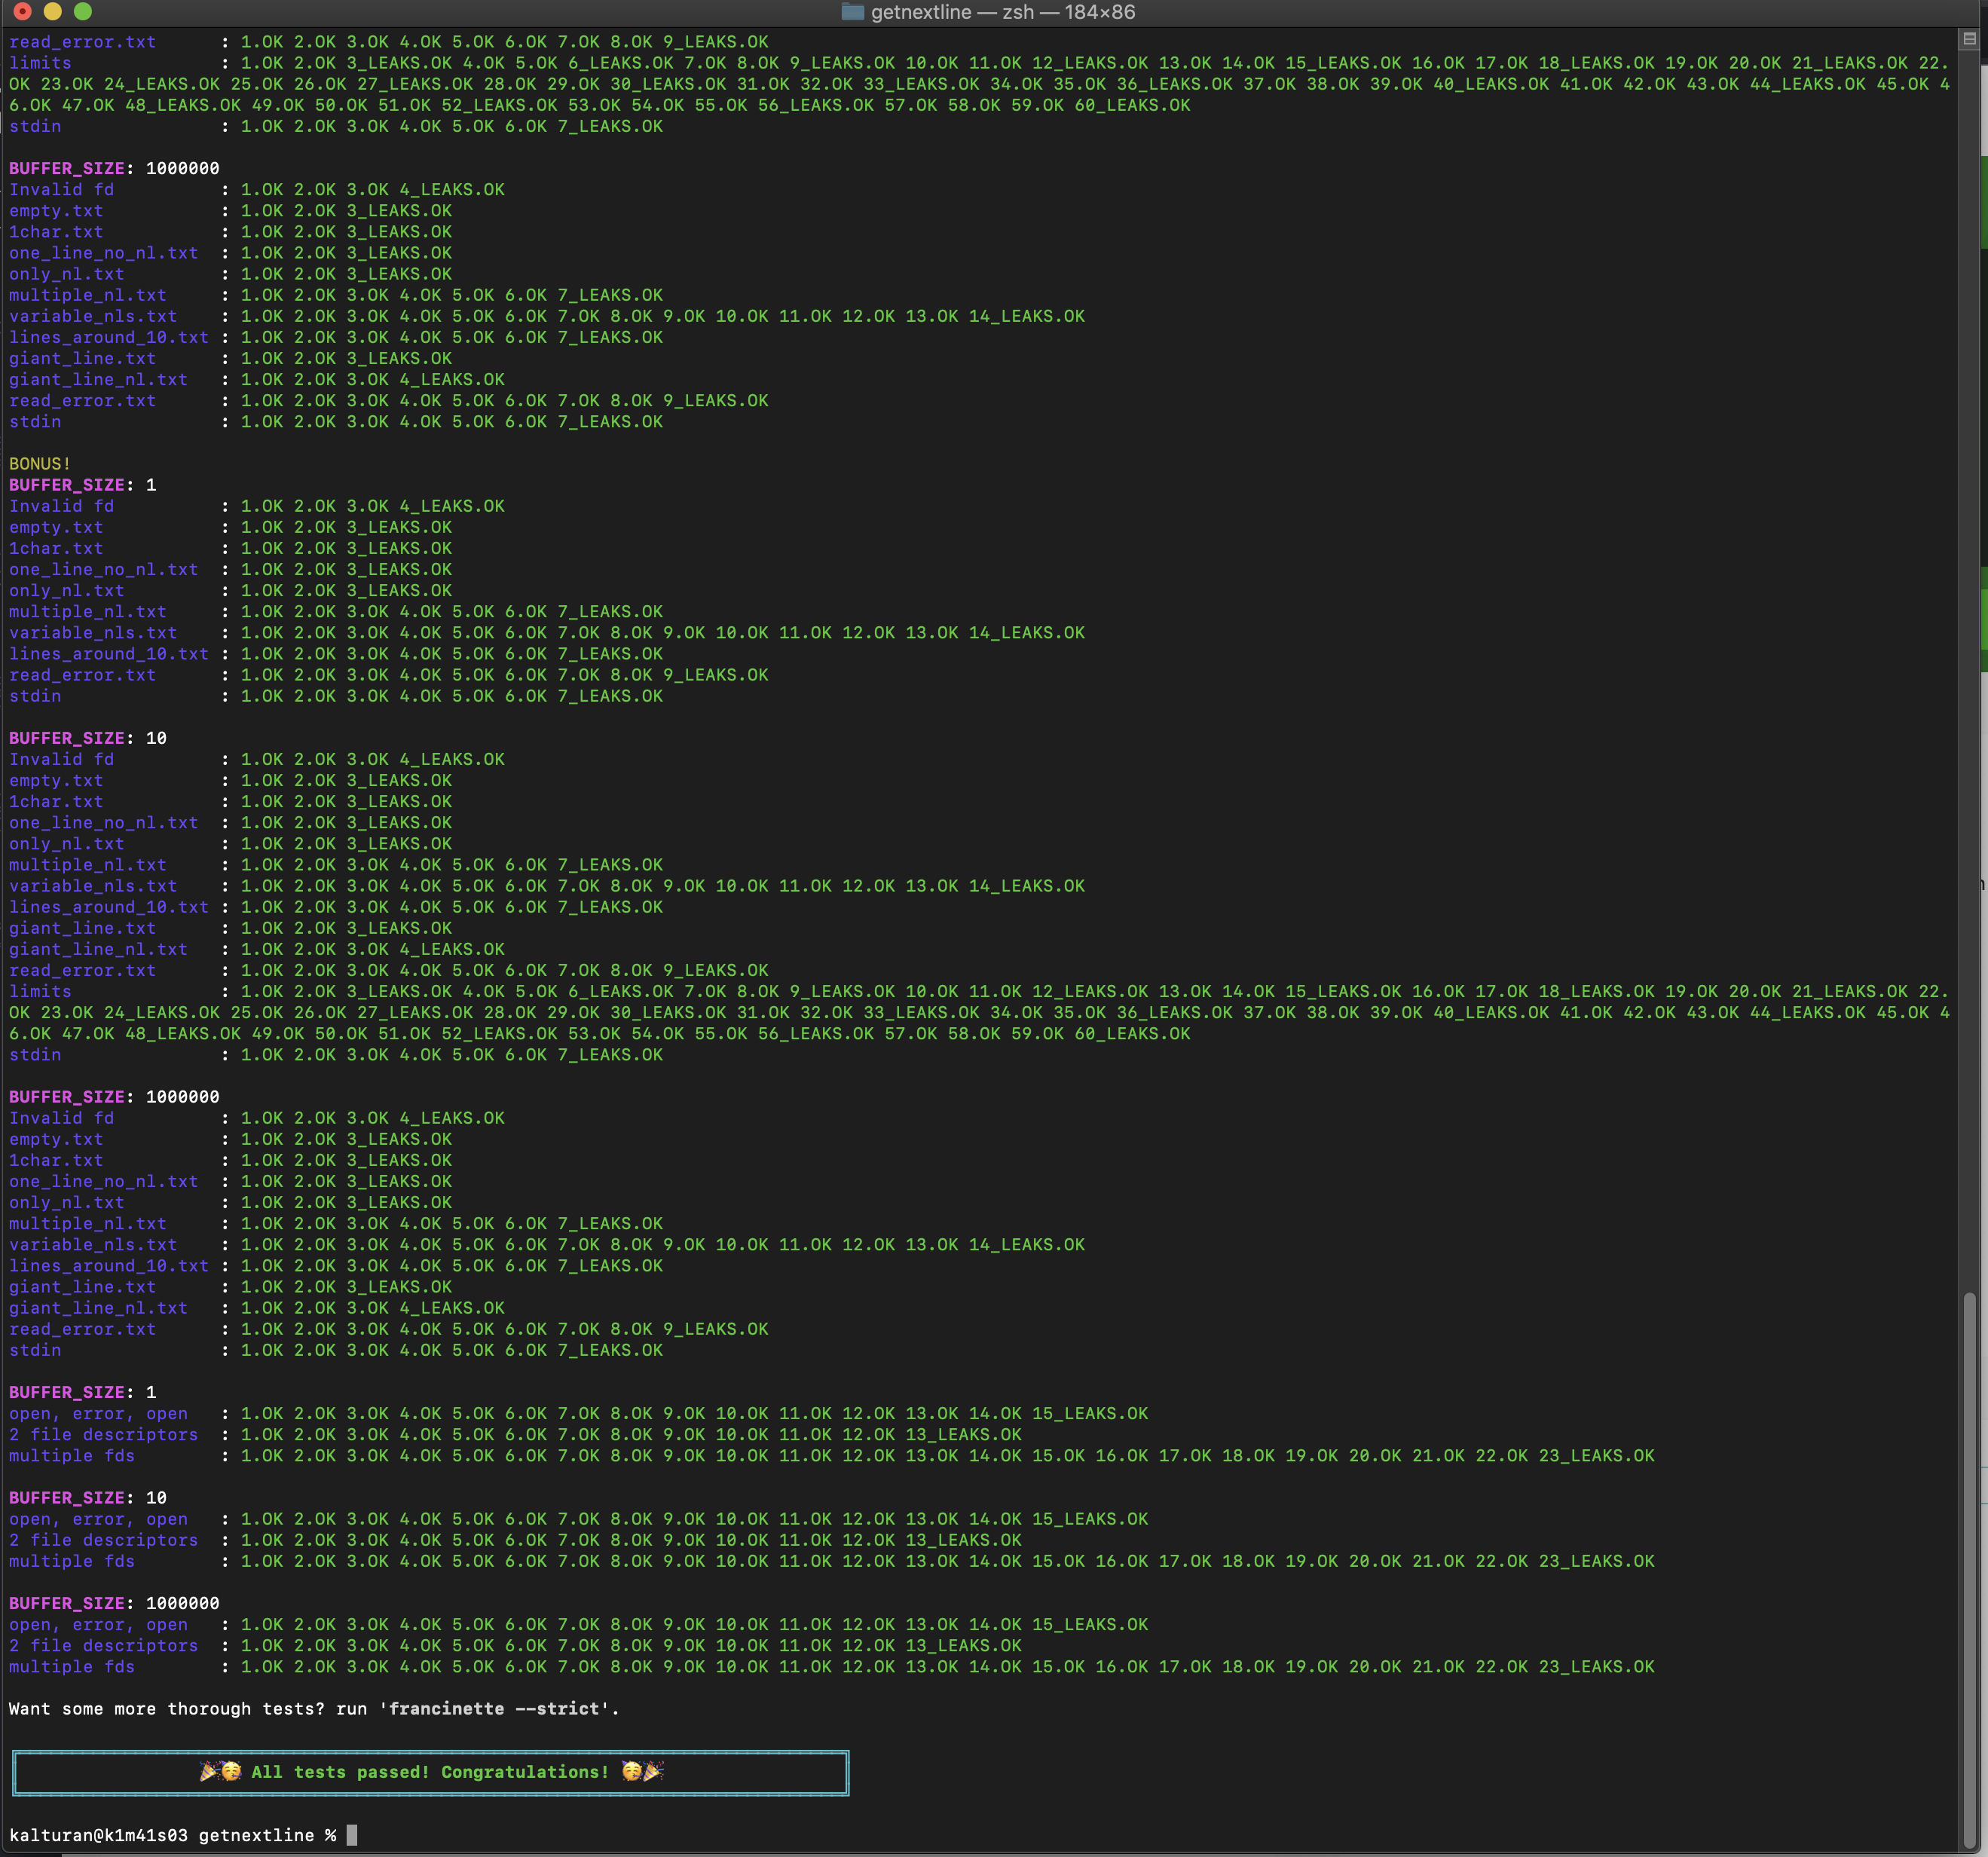 getnextline — zsh — 184×86
read_error.txt : 1.OK 2.OK 3.OK 4.OK 5.OK 6.OK 7.OK 8.OK 9_LEAKS.OK
limits : 1.OK 2.OK 3_LEAKS.OK 4.OK 5.OK 6_LEAKS.OK 7.OK 8.OK 9_LEAKS.OK 10.OK 11.OK 12_LEAKS.OK 13.OK 14.OK 15_LEAKS.OK 16.OK 17.OK 18_LEAKS.OK 19.OK 20.OK 21_LEAKS.OK 22.
OK 23.OK 24_LEAKS.OK 25.OK 26.OK 27_LEAKS.OK 28.OK 29.OK 30_LEAKS.OK 31.OK 32.OK 33_LEAKS.OK 34.OK 35.OK 36_LEAKS.OK 37.OK 38.OK 39.OK 40_LEAKS.OK 41.OK 42.OK 43.OK 44_LEAKS.OK 45.OK 4
6.OK 47.OK 48_LEAKS.OK 49.OK 50.OK 51.OK 52_LEAKS.OK 53.OK 54.OK 55.OK 56_LEAKS.OK 57.OK 58.OK 59.OK 60_LEAKS.OK
stdin : 1.OK 2.OK 3.OK 4.OK 5.OK 6.OK 7_LEAKS.OK
BUFFER_SIZE: 1000000
Invalid fd : 1.OK 2.OK 3.OK 4_LEAKS.OK
empty.txt : 1.OK 2.OK 3_LEAKS.OK
1char.txt : 1.OK 2.OK 3_LEAKS.OK
one_line_no_nl.txt : 1.OK 2.OK 3_LEAKS.OK
only_nl.txt : 1.OK 2.OK 3_LEAKS.OK
multiple_nl.txt : 1.OK 2.OK 3.OK 4.OK 5.OK 6.OK 7_LEAKS.OK
variable_nls.txt : 1.OK 2.OK 3.OK 4.OK 5.OK 6.OK 7.OK 8.OK 9.OK 10.OK 11.OK 12.OK 13.OK 14_LEAKS.OK
lines_around_10.txt : 1.OK 2.OK 3.OK 4.OK 5.OK 6.OK 7_LEAKS.OK
giant_line.txt : 1.OK 2.OK 3_LEAKS.OK
giant_line_nl.txt : 1.OK 2.OK 3.OK 4_LEAKS.OK
read_error.txt : 1.OK 2.OK 3.OK 4.OK 5.OK 6.OK 7.OK 8.OK 9_LEAKS.OK
stdin : 1.OK 2.OK 3.OK 4.OK 5.OK 6.OK 7_LEAKS.OK
BONUS!
BUFFER_SIZE: 1
Invalid fd : 1.OK 2.OK 3.OK 4_LEAKS.OK
empty.txt : 1.OK 2.OK 3_LEAKS.OK
1char.txt : 1.OK 2.OK 3_LEAKS.OK
one_line_no_nl.txt : 1.OK 2.OK 3_LEAKS.OK
only_nl.txt : 1.OK 2.OK 3_LEAKS.OK
multiple_nl.txt : 1.OK 2.OK 3.OK 4.OK 5.OK 6.OK 7_LEAKS.OK
variable_nls.txt : 1.OK 2.OK 3.OK 4.OK 5.OK 6.OK 7.OK 8.OK 9.OK 10.OK 11.OK 12.OK 13.OK 14_LEAKS.OK
lines_around_10.txt : 1.OK 2.OK 3.OK 4.OK 5.OK 6.OK 7_LEAKS.OK
read_error.txt : 1.OK 2.OK 3.OK 4.OK 5.OK 6.OK 7.OK 8.OK 9_LEAKS.OK
stdin : 1.OK 2.OK 3.OK 4.OK 5.OK 6.OK 7_LEAKS.OK
BUFFER_SIZE: 10
Invalid fd : 1.OK 2.OK 3.OK 4_LEAKS.OK
empty.txt : 1.OK 2.OK 3_LEAKS.OK
1char.txt : 1.OK 2.OK 3_LEAKS.OK
one_line_no_nl.txt : 1.OK 2.OK 3_LEAKS.OK
only_nl.txt : 1.OK 2.OK 3_LEAKS.OK
multiple_nl.txt : 1.OK 2.OK 3.OK 4.OK 5.OK 6.OK 7_LEAKS.OK
variable_nls.txt : 1.OK 2.OK 3.OK 4.OK 5.OK 6.OK 7.OK 8.OK 9.OK 10.OK 11.OK 12.OK 13.OK 14_LEAKS.OK
lines_around_10.txt : 1.OK 2.OK 3.OK 4.OK 5.OK 6.OK 7_LEAKS.OK
giant_line.txt : 1.OK 2.OK 3_LEAKS.OK
giant_line_nl.txt : 1.OK 2.OK 3.OK 4_LEAKS.OK
read_error.txt : 1.OK 2.OK 3.OK 4.OK 5.OK 6.OK 7.OK 8.OK 9_LEAKS.OK
limits : 1.OK 2.OK 3_LEAKS.OK 4.OK 5.OK 6_LEAKS.OK 7.OK 8.OK 9_LEAKS.OK 10.OK 11.OK 12_LEAKS.OK 13.OK 14.OK 15_LEAKS.OK 16.OK 17.OK 18_LEAKS.OK 19.OK 20.OK 21_LEAKS.OK 22.
OK 23.OK 24_LEAKS.OK 25.OK 26.OK 27_LEAKS.OK 28.OK 29.OK 30_LEAKS.OK 31.OK 32.OK 33_LEAKS.OK 34.OK 35.OK 36_LEAKS.OK 37.OK 38.OK 39.OK 40_LEAKS.OK 41.OK 42.OK 43.OK 44_LEAKS.OK 45.OK 4
6.OK 47.OK 48_LEAKS.OK 49.OK 50.OK 51.OK 52_LEAKS.OK 53.OK 54.OK 55.OK 56_LEAKS.OK 57.OK 58.OK 59.OK 60_LEAKS.OK
stdin : 1.OK 2.OK 3.OK 4.OK 5.OK 6.OK 7_LEAKS.OK
BUFFER_SIZE: 1000000
Invalid fd : 1.OK 2.OK 3.OK 4_LEAKS.OK
empty.txt : 1.OK 2.OK 3_LEAKS.OK
1char.txt : 1.OK 2.OK 3_LEAKS.OK
one_line_no_nl.txt : 1.OK 2.OK 3_LEAKS.OK
only_nl.txt : 1.OK 2.OK 3_LEAKS.OK
multiple_nl.txt : 1.OK 2.OK 3.OK 4.OK 5.OK 6.OK 7_LEAKS.OK
variable_nls.txt : 1.OK 2.OK 3.OK 4.OK 5.OK 6.OK 7.OK 8.OK 9.OK 10.OK 11.OK 12.OK 13.OK 14_LEAKS.OK
lines_around_10.txt : 1.OK 2.OK 3.OK 4.OK 5.OK 6.OK 7_LEAKS.OK
giant_line.txt : 1.OK 2.OK 3_LEAKS.OK
giant_line_nl.txt : 1.OK 2.OK 3.OK 4_LEAKS.OK
read_error.txt : 1.OK 2.OK 3.OK 4.OK 5.OK 6.OK 7.OK 8.OK 9_LEAKS.OK
stdin : 1.OK 2.OK 3.OK 4.OK 5.OK 6.OK 7_LEAKS.OK
BUFFER_SIZE: 1
open, error, open : 1.OK 2.OK 3.OK 4.OK 5.OK 6.OK 7.OK 8.OK 9.OK 10.OK 11.OK 12.OK 13.OK 14.OK 15_LEAKS.OK
2 file descriptors : 1.OK 2.OK 3.OK 4.OK 5.OK 6.OK 7.OK 8.OK 9.OK 10.OK 11.OK 12.OK 13_LEAKS.OK
multiple fds : 1.OK 2.OK 3.OK 4.OK 5.OK 6.OK 7.OK 8.OK 9.OK 10.OK 11.OK 12.OK 13.OK 14.OK 15.OK 16.OK 17.OK 18.OK 19.OK 20.OK 21.OK 22.OK 23_LEAKS.OK
BUFFER_SIZE: 10
open, error, open : 1.OK 2.OK 3.OK 4.OK 5.OK 6.OK 7.OK 8.OK 9.OK 10.OK 11.OK 12.OK 13.OK 14.OK 15_LEAKS.OK
2 file descriptors : 1.OK 2.OK 3.OK 4.OK 5.OK 6.OK 7.OK 8.OK 9.OK 10.OK 11.OK 12.OK 13_LEAKS.OK
multiple fds : 1.OK 2.OK 3.OK 4.OK 5.OK 6.OK 7.OK 8.OK 9.OK 10.OK 11.OK 12.OK 13.OK 14.OK 15.OK 16.OK 17.OK 18.OK 19.OK 20.OK 21.OK 22.OK 23_LEAKS.OK
BUFFER_SIZE: 1000000
open, error, open : 1.OK 2.OK 3.OK 4.OK 5.OK 6.OK 7.OK 8.OK 9.OK 10.OK 11.OK 12.OK 13.OK 14.OK 15_LEAKS.OK
2 file descriptors : 1.OK 2.OK 3.OK 4.OK 5.OK 6.OK 7.OK 8.OK 9.OK 10.OK 11.OK 12.OK 13_LEAKS.OK
multiple fds : 1.OK 2.OK 3.OK 4.OK 5.OK 6.OK 7.OK 8.OK 9.OK 10.OK 11.OK 12.OK 13.OK 14.OK 15.OK 16.OK 17.OK 18.OK 19.OK 20.OK 21.OK 22.OK 23_LEAKS.OK
Want some more thorough tests? run 'francinette --strict'.
🎉🥳 All tests passed! Congratulations! 🥳🎉
kalturan@k1m41s03 getnextline %